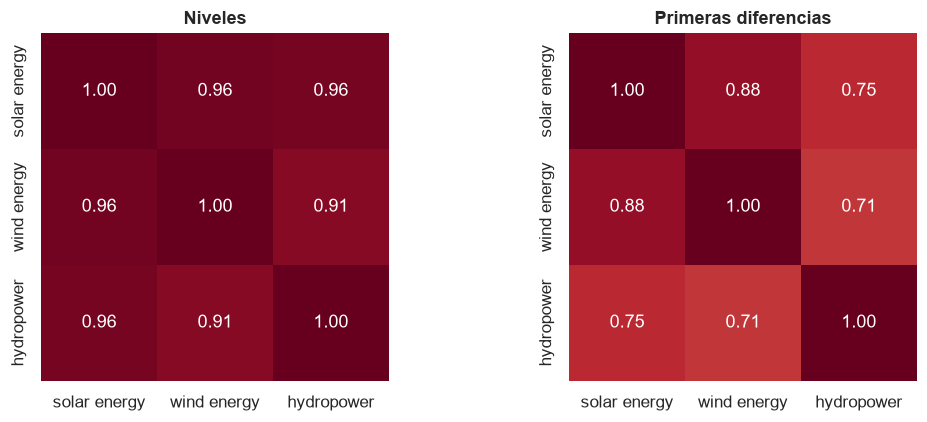 Niveles
solar energy
1.00 0.96 0.96
wind energy
0.96 1.00 0.91
hydropower
0.96 0.91 1.00
solar energy wind energy hydropower
Primeras diferencias
solar energy
1.00 0.88 0.75
wind energy
0.88 1.00 0.71
hydropower
0.75 0.71 1.00
solar energy wind energy hydropower